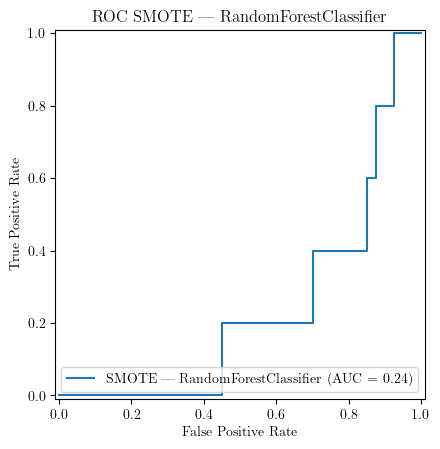 ROC SMOTE — RandomForestClassifier
1.0
0.8
0.6
0.4
0.2
0.0
True Positive Rate
SMOTE — RandomForestClassifier (AUC = 0.24)
0.0 0.2 0.4 0.6 0.8 1.0
False Positive Rate